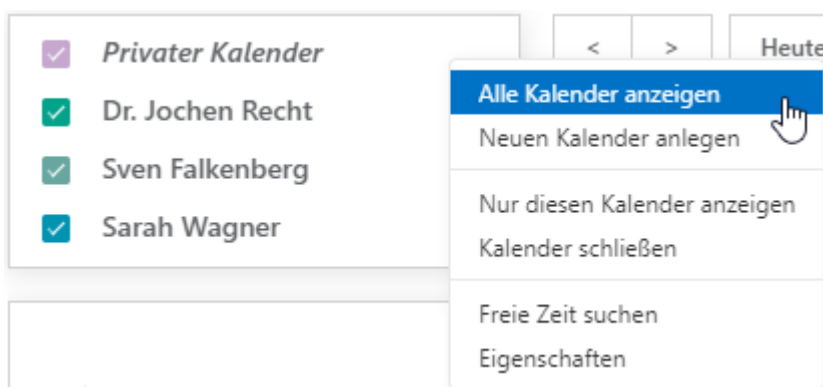 Privater Kalender
Dr. Jochen Recht
Sven Falkenberg
Sarah Wagner
< > Heute
Alle Kalender anzeigen
Neuen Kalender anlegen
Nur diesen Kalender anzeigen
Kalender schließen
Freie Zeit suchen
Eigenschaften